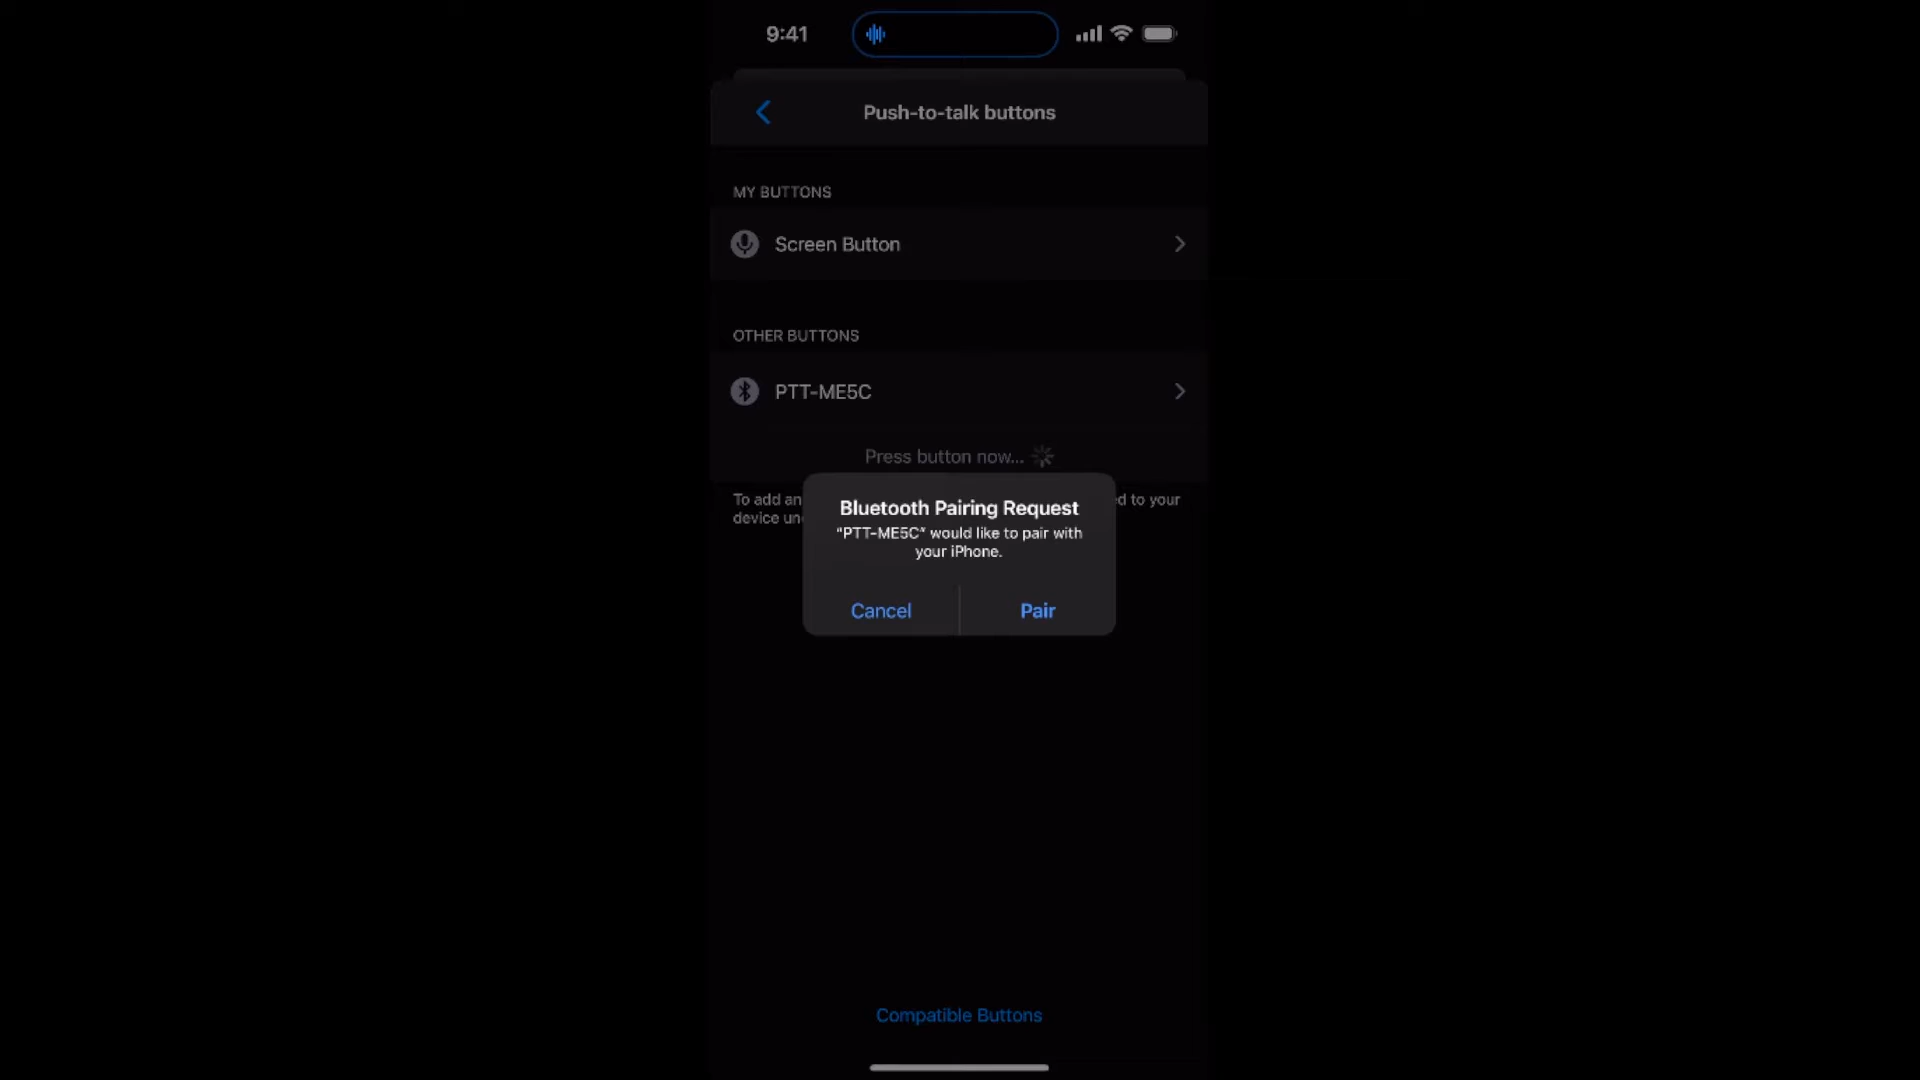 9:41
Push-to-talk buttons
MY BUTTONS
Screen Button
OTHER BUTTONS
PTT-ME5C
Press button now...
To add an
d to your
device un
Bluetooth Pairing Request
"PTT-ME5C" would like to pair with
your iPhone.
Cancel
Pair
Compatible Buttons